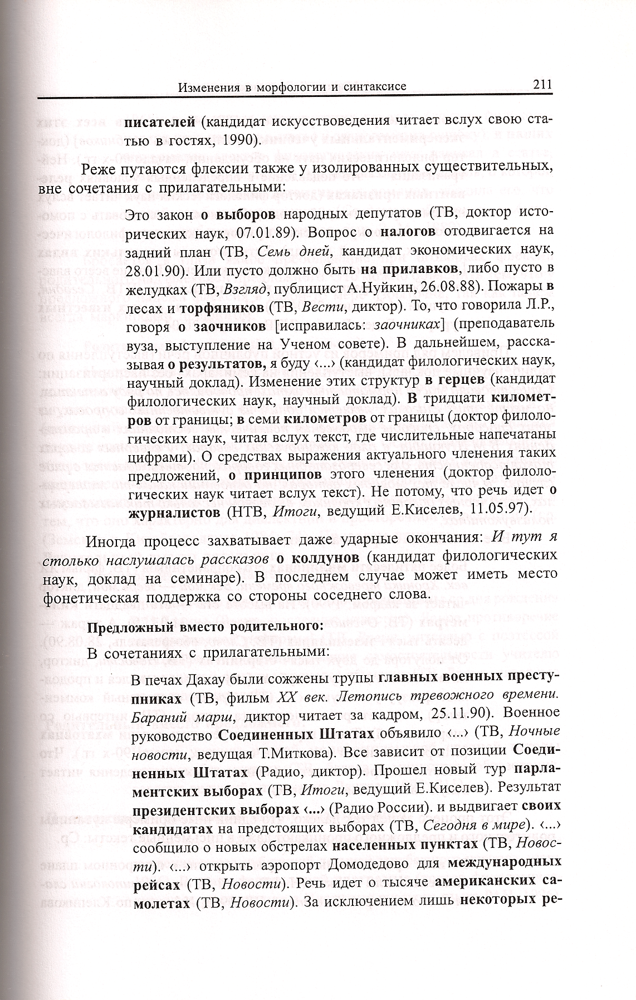 Изменения в морфологии и синтаксисе 211
писателей (кандидат искусствоведения читает вслух свою ста-
тью в гостях, 1990).
Реже путаются флексии также у изолированных существительных,
вне сочетания с прилагательными:
Это закон о выборов народных депутатов (ТВ, доктор исто-
рических наук, 07.01.89). Вопрос о налогов отодвигается на
задний план (ТВ, Семь дней, кандидат экономических наук,
28.01.90). Или пусто должно быть на прилавков, либо пусто в
желудках (ТВ, Взгляд, публицист А.Нуйкин, 26.08.88). Пожары в
лесах и торфяников (ТВ, Вести, диктор). То, что говорила Л.Р.,
говоря о заочников [исправилась: заочниках] (преподаватель
вуза, выступление на Ученом совете). В дальнейшем, расска-
зывая о результатов, я буду ‹...› (кандидат филологических наук,
научный доклад). Изменение этих структур в герцев (кандидат
филологических наук, научный доклад). В тридцати километ-
ров от границы; в семи километров от границы (доктор филоло-
гических наук, читая вслух текст, где числительные напечатаны
цифрами). О средствах выражения актуального членения таких
предложений, о принципов этого членения (доктор филоло-
гических наук читает вслух текст). Не потому, что речь идет о
журналистов (НТВ, Итоги, ведущий Е.Киселев, 11.05.97).
Иногда процесс захватывает даже ударные окончания: И тут я
столько наслушалась рассказов о колдунов (кандидат филологических
наук, доклад на семинаре). В последнем случае может иметь место
фонетическая поддержка со стороны соседнего слова.
Предложный вместо родительного:
В сочетаниях с прилагательными:
В печах Дахау были сожжены трупы главных военных престу-
пниках (ТВ, фильм XX век. Летопись тревожного времени.
Бараний марш, диктор читает за кадром, 25.11.90). Военное
руководство Соединенных Штатах объявило ‹...› (ТВ, Ночные
новости, ведущая Т.Миткова). Все зависит от позиции Соеди-
ненных Штатах (Радио, диктор). Прошел новый тур парла-
ментских выборах (ТВ, Итоги, ведущий Е.Киселев). Результат
президентских выборах ‹...› (Радио России). и выдвигает своих
кандидатах на предстоящих выборах (ТВ, Сегодня в мире). ‹...›
сообщило о новых обстрелах населенных пунктах (ТВ, Новос-
ти). ‹...› открыть аэропорт Домодедово для международных
рейсах (ТВ, Новости). Речь идет о тысяче американских са-
молетах (ТВ, Новости). За исключением лишь некоторых ре-